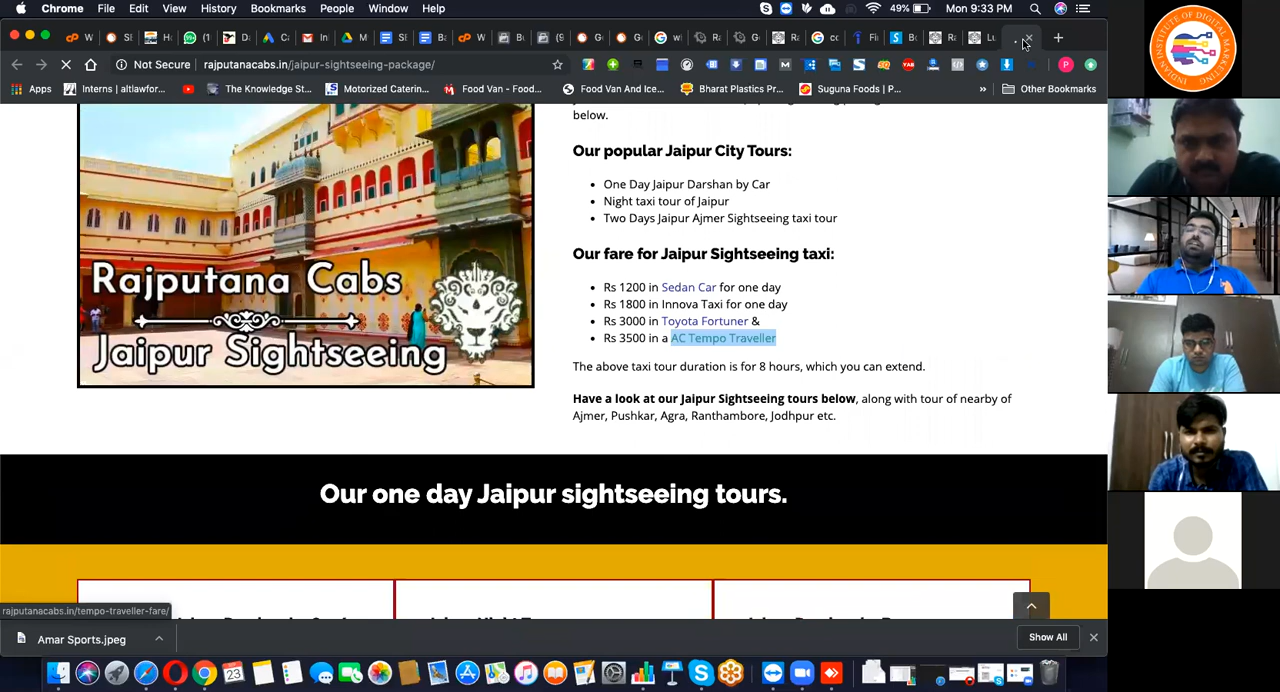 Chrome File Edit View History Bookmarks People Window Help 49% Mon 9:33 PM
Not Secure rajputanacabs.in/jaipur-sightseeing-package/
Apps Interns | altlawfor... The Knowledge St... Motorized Caterin... Food Van - Food... Food Van And Ice... Bharat Plastics Pr... Suguna Foods | P... » Other Bookmarks
INDIAN INSTITUTE OF DIGITAL MARKETING
below.
Our popular Jaipur City Tours:
One Day Jaipur Darshan by Car
Night taxi tour of Jaipur
Two Days Jaipur Ajmer Sightseeing taxi tour
Our fare for Jaipur Sightseeing taxi:
Rs 1200 in Sedan Car for one day
Rs 1800 in Innova Taxi for one day
Rs 3000 in Toyota Fortuner &
Rs 3500 in a AC Tempo Traveller
The above taxi tour duration is for 8 hours, which you can extend.
Have a look at our Jaipur Sightseeing tours below, along with tour of nearby of
Ajmer, Pushkar, Agra, Ranthambore, Jodhpur etc.
Rajputana Cabs
Jaipur Sightseeing
Our one day Jaipur sightseeing tours.
rajputanacabs.in/tempo-traveller-fare/
Amar Sports.jpeg
Show All